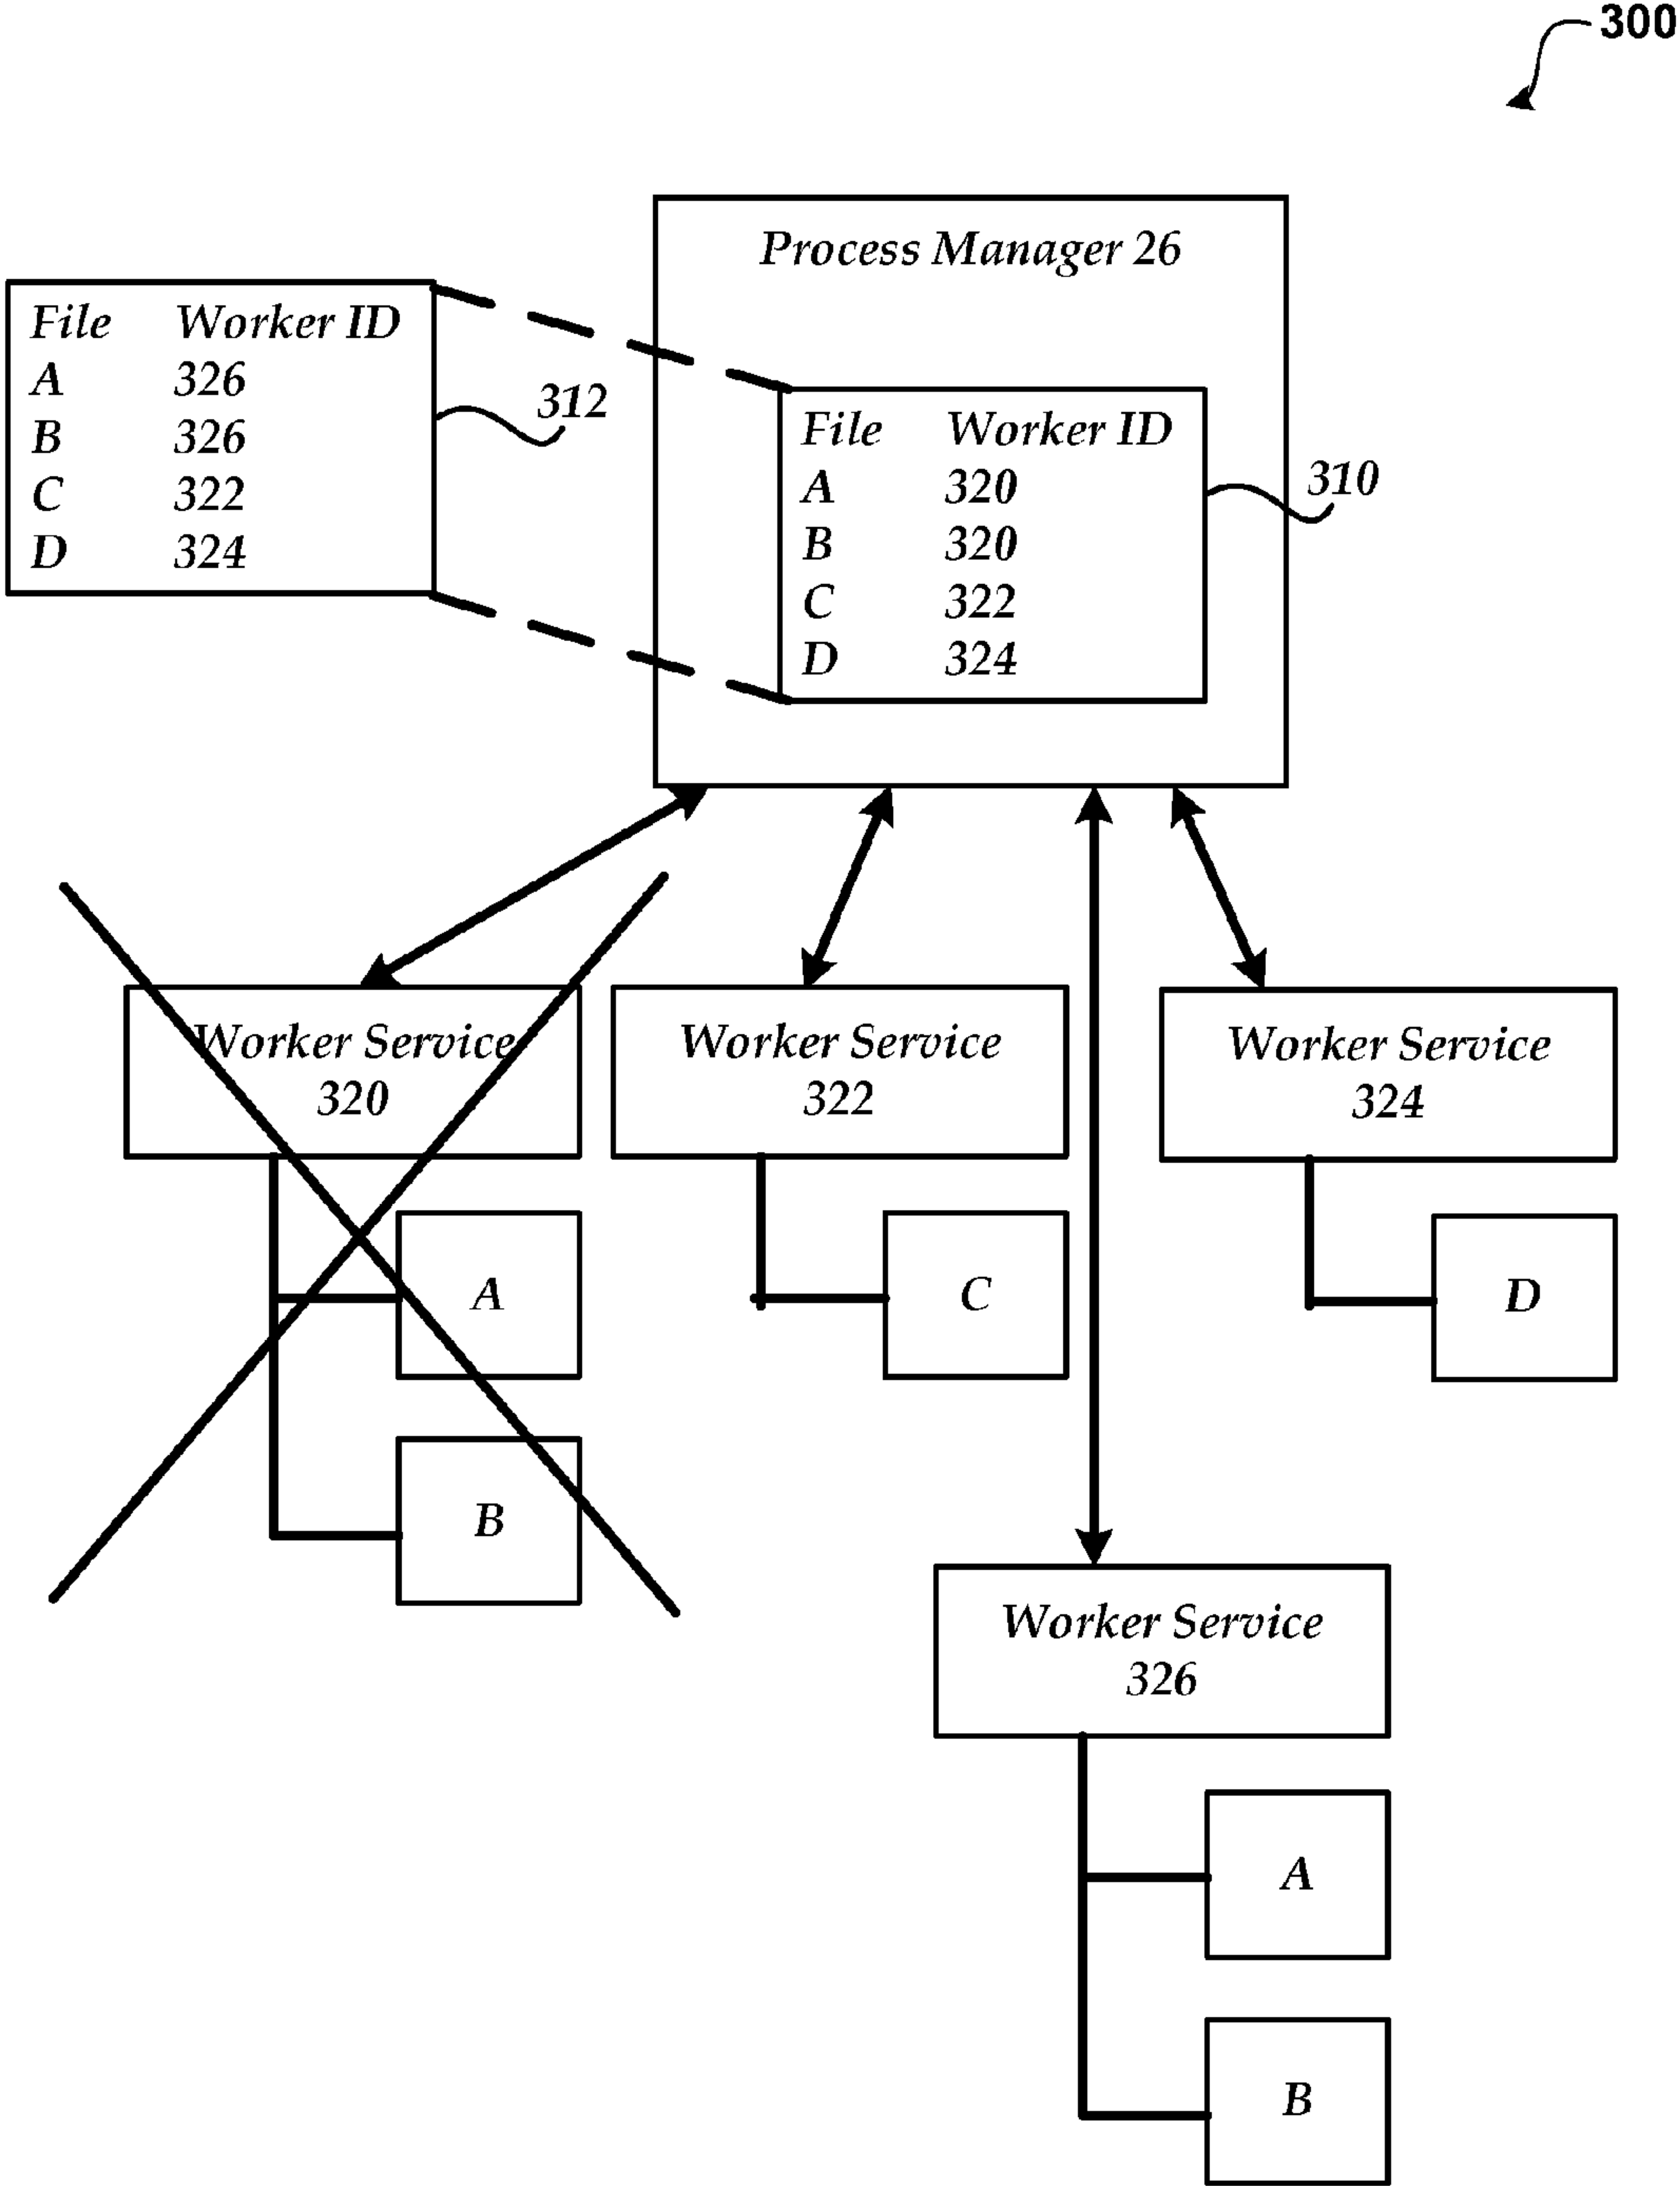 300
Process Manager 26
File Worker ID
A 326
B 326
C 322
D 324
312
File Worker ID
A 320
B 320
C 322
D 324
310
Worker Service
320
Worker Service
322
Worker Service
324
A
C
D
B
Worker Service
326
A
B